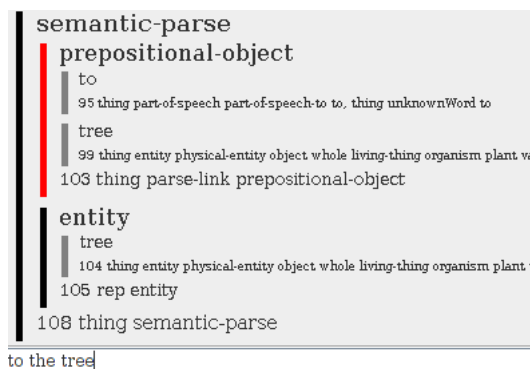 semantic-parse
prepositional-object
to
95 thing part-of-speech part-of-speech-to to, thing unknownWord to
tree
99 thing entity physical-entity object whole living-thing organism plant va
103 thing parse-link prepositional-object
entity
tree
104 thing entity physical-entity object whole living-thing organism plant
105 rep entity
108 thing semantic-parse
to the tree